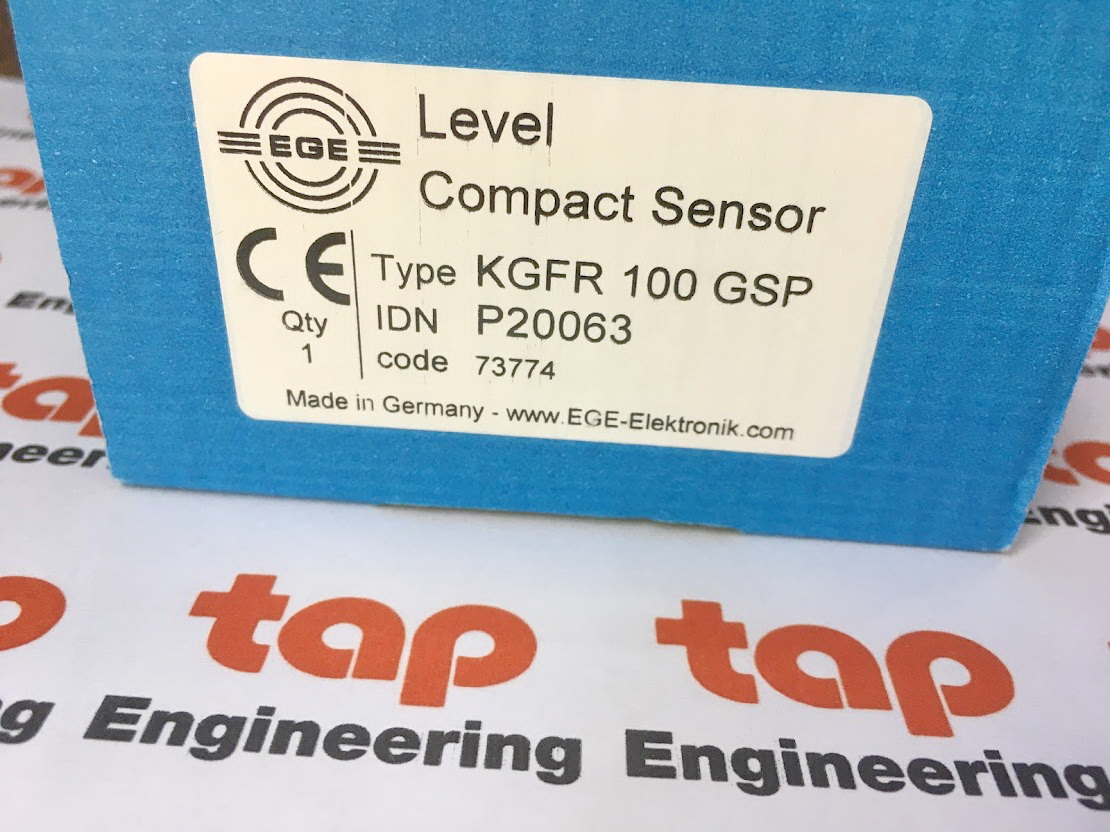 EGE
Level
Compact Sensor
CE
Type KGFR 100 GSP
IDN P20063
code 73774
Qty
1
Made in Germany - www.EGE-Elektronik.com
tap
Engineering
tap
Engineering